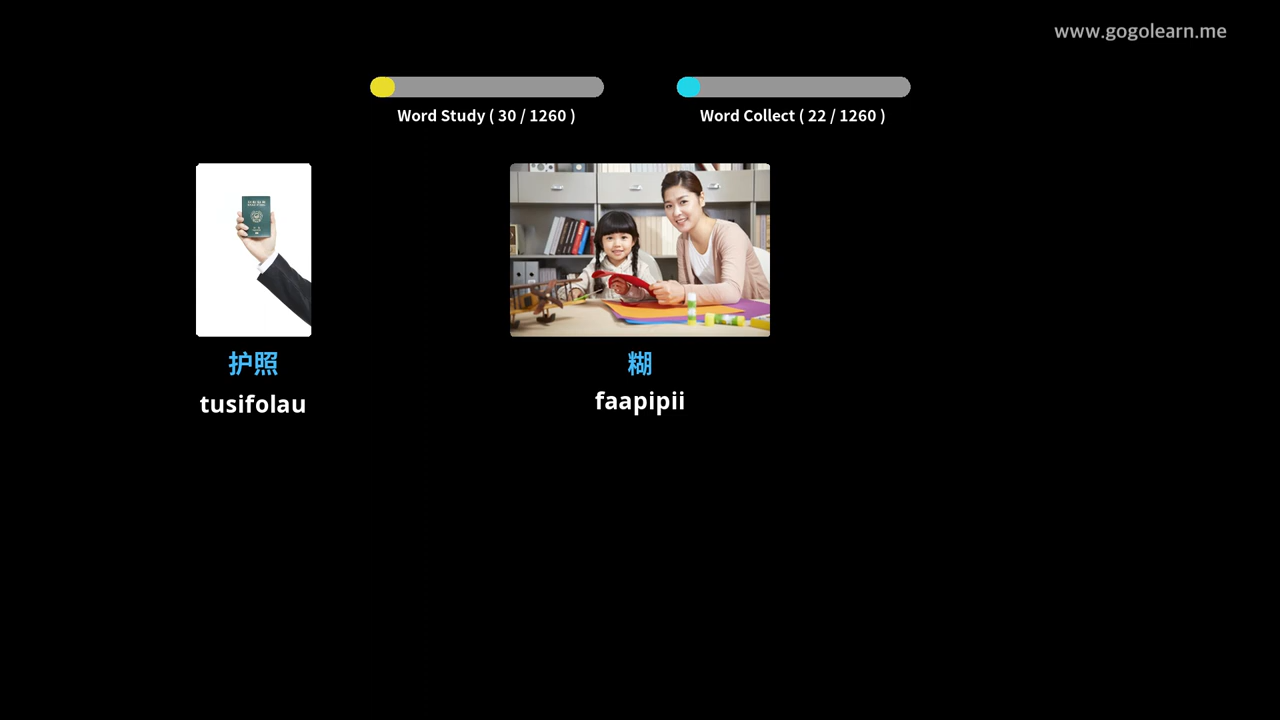 www.gogolearn.me
Word Study ( 30 / 1260 )
Word Collect ( 22 / 1260 )
护照
糊
tusifolau
faapipii